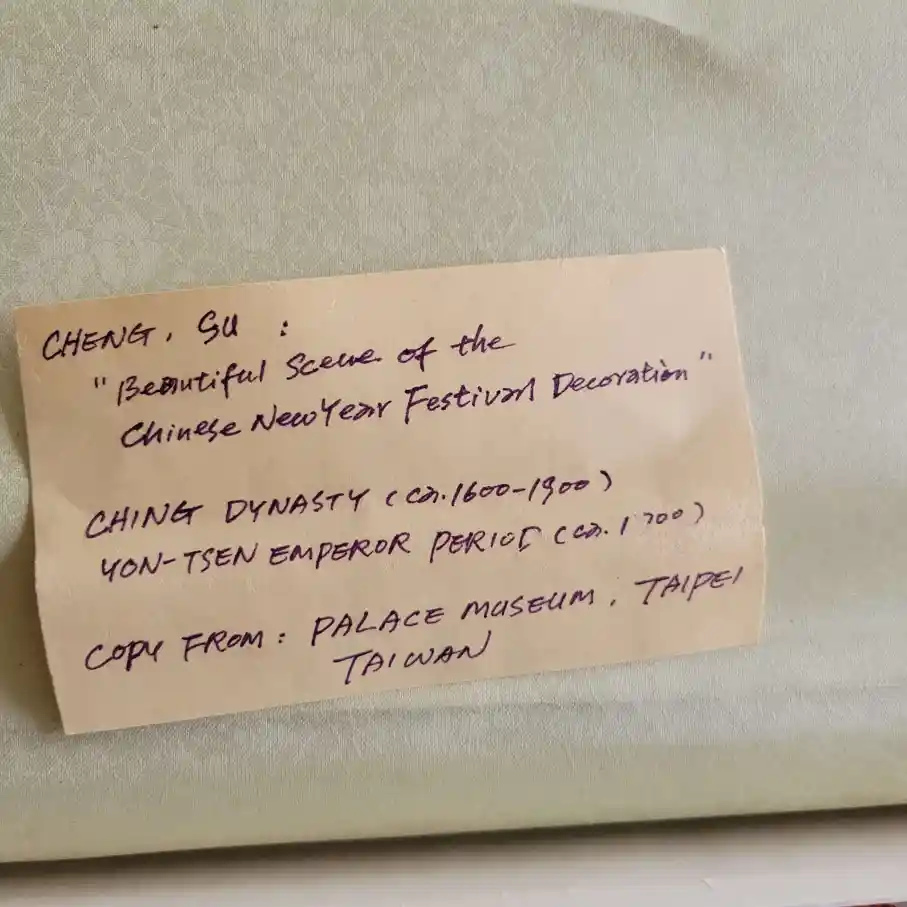 CHENG, SU :
"Beautiful Scene of the
Chinese New Year Festival Decoration"
CHING DYNASTY (ca. 1600-1900)
YON-TSEN EMPEROR PERIOD (ca. 1700)
COPY FROM: PALACE MUSEUM, TAIPEI
TAIWAN